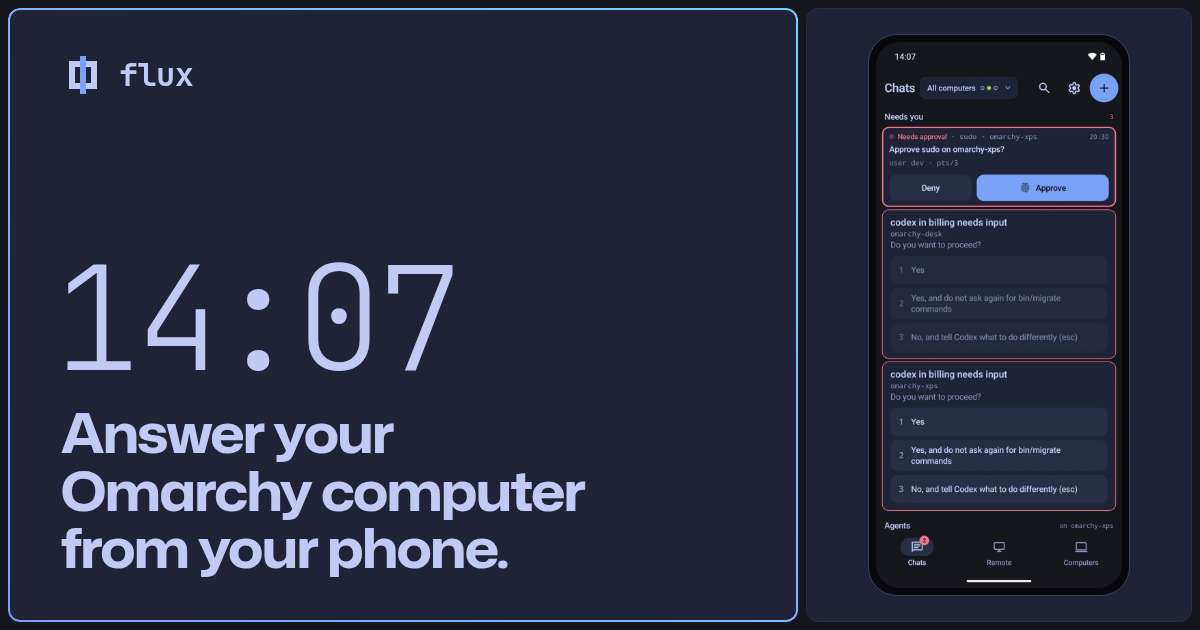 flux
14:07
Answer your
Omarchy computer
from your phone.
14:07
Chats
All computers
Needs you
3
Needs approval · sudo · omarchy-xps
20:30
Approve sudo on omarchy-xps?
user dev · pts/3
Deny
Approve
codex in billing needs input
omarchy-desk
Do you want to proceed?
1 Yes
2 Yes, and do not ask again for bin/migrate
commands
3 No, and tell Codex what to do differently (esc)
codex in billing needs input
omarchy-xps
Do you want to proceed?
1 Yes
2 Yes, and do not ask again for bin/migrate
commands
3 No, and tell Codex what to do differently (esc)
Agents
on omarchy-xps
Chats
Remote
Computers